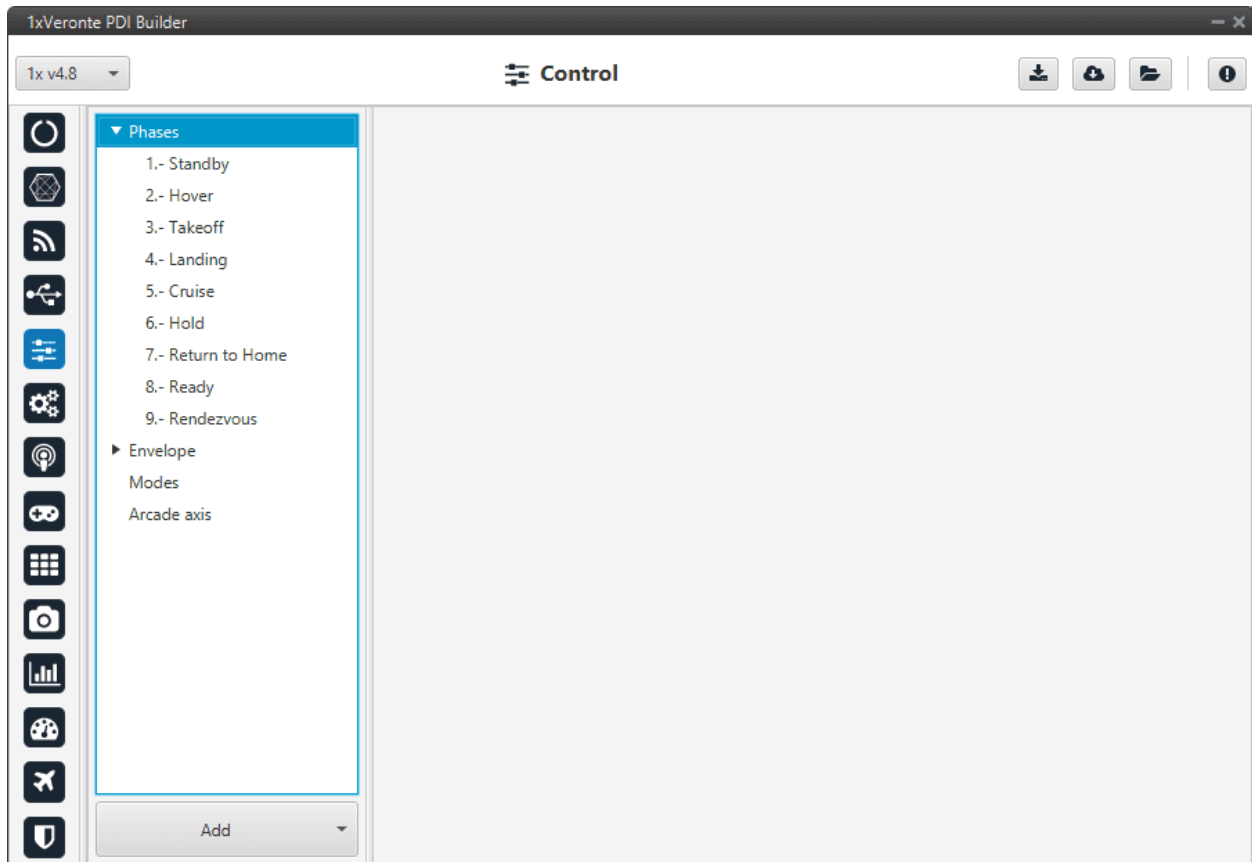 1xVeronte PDI Builder
1x v4.8
Control
Phases
1.- Standby
2.- Hover
3.- Takeoff
4.- Landing
5.- Cruise
6.- Hold
7.- Return to Home
8.- Ready
9.- Rendezvous
Envelope
Modes
Arcade axis
Add